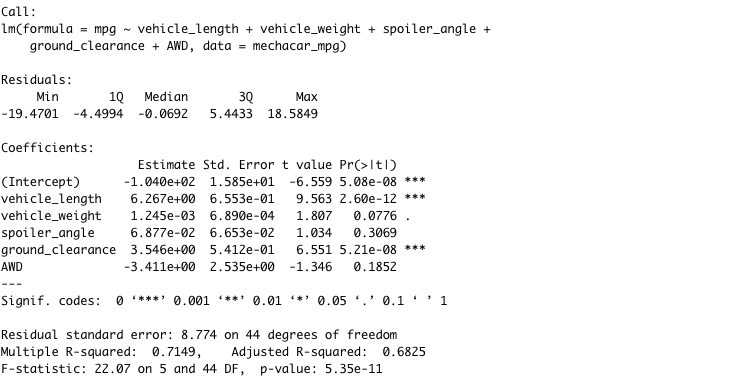 Call:
lm(formula = mpg ~ vehicle_length + vehicle_weight + spoiler_angle +
    ground_clearance + AWD, data = mechacar_mpg)

Residuals:
     Min       1Q   Median       3Q      Max
-19.4701  -4.4994  -0.0692   5.4433  18.5849

Coefficients:
                   Estimate Std. Error t value Pr(>|t|)
(Intercept)      -1.040e+02  1.585e+01  -6.559 5.08e-08 ***
vehicle_length    6.267e+00  6.553e-01   9.563 2.60e-12 ***
vehicle_weight    1.245e-03  6.890e-04   1.807   0.0776 .
spoiler_angle     6.877e-02  6.653e-02   1.034   0.3069
ground_clearance  3.546e+00  5.412e-01   6.551 5.21e-08 ***
AWD              -3.411e+00  2.535e+00  -1.346   0.1852
---
Signif. codes:  0 ‘***’ 0.001 ‘**’ 0.01 ‘*’ 0.05 ‘.’ 0.1 ‘ ’ 1

Residual standard error: 8.774 on 44 degrees of freedom
Multiple R-squared:  0.7149,    Adjusted R-squared:  0.6825
F-statistic: 22.07 on 5 and 44 DF,  p-value: 5.35e-11